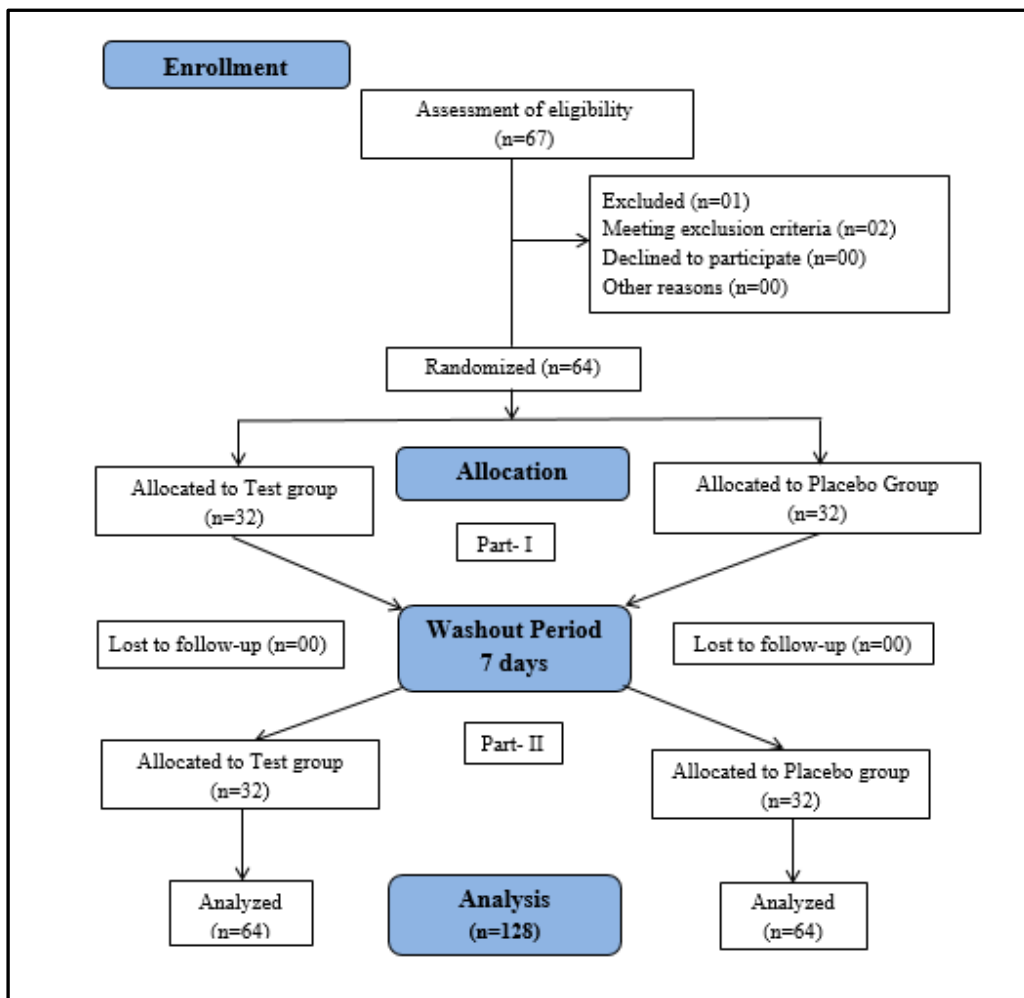 Enrollment
Assessment of eligibility
(n=67)
Excluded (n=01)
Meeting exclusion criteria (n=02)
Declined to participate (n=00)
Other reasons (n=00)
Randomized (n=64)
Allocation
Allocated to Test group
(n=32)
Allocated to Placebo Group
(n=32)
Part- I
Washout Period
7 days
Lost to follow-up (n=00)
Lost to follow-up (n=00)
Part- II
Allocated to Test group
(n=32)
Allocated to Placebo group
(n=32)
Analyzed
(n=64)
Analysis
(n=128)
Analyzed
(n=64)